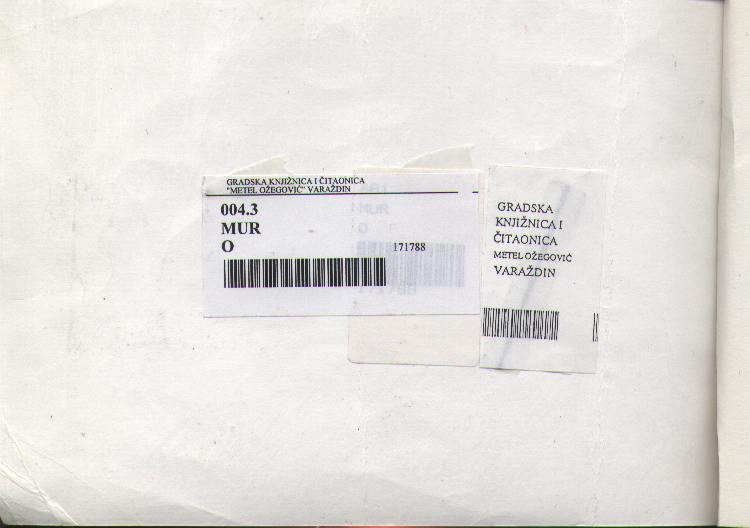 GRADSKA KNJIŽNICA I ČITAONICA
"METEL OŽEGOVIĆ" VARAŽDIN
004.3
MUR
O
171788
GRADSKA
KNJIŽNICA I
ČITAONICA
METEL OŽEGOVIĆ
VARAŽDIN